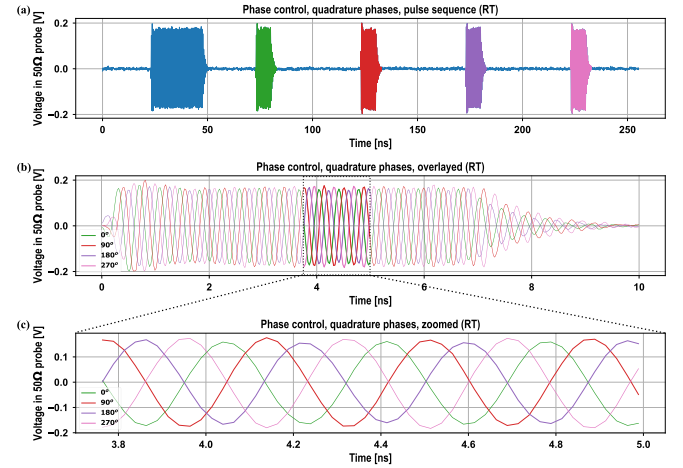 (a)
Phase control, quadrature phases, pulse sequence (RT)
Voltage in 50Ω probe [V]
0.2
0.0
−0.2
0 50 100 150 200 250
Time [ns]
(b)
Phase control, quadrature phases, overlayed (RT)
Voltage in 50Ω probe [V]
0.2
0.0
−0.2
0°
90°
180°
270°
0 2 4 6 8 10
Time [ns]
(c)
Phase control, quadrature phases, zoomed (RT)
Voltage in 50Ω probe [V]
0.1
0.0
−0.1
−0.2
0°
90°
180°
270°
3.8 4.0 4.2 4.4 4.6 4.8 5.0
Time [ns]